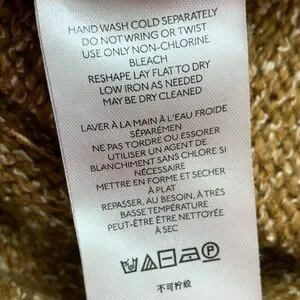 HAND WASH COLD SEPARATELY
DO NOT WRING OR TWIST
USE ONLY NON-CHLORINE
BLEACH
RESHAPE LAY FLAT TO DRY
LOW IRON AS NEEDED
MAY BE DRY CLEANED
LAVER À LA MAIN À L'EAU FROIDE
SÉPARÉMEN
NE PAS TORDRE OU ESSORER
UTILISER UN AGENT DE
BLANCHIMENT SANS CHLORE SI
NÉCESSAIRE
METTRE EN FORME ET SECHER
À PLAT
REPASSER, AU BESOIN, À TRÈS
BASSE TEMPÉRATURE
PEUT-ÊTRE ÊTRE NETTOYÉE
À SEC
不可拧绞